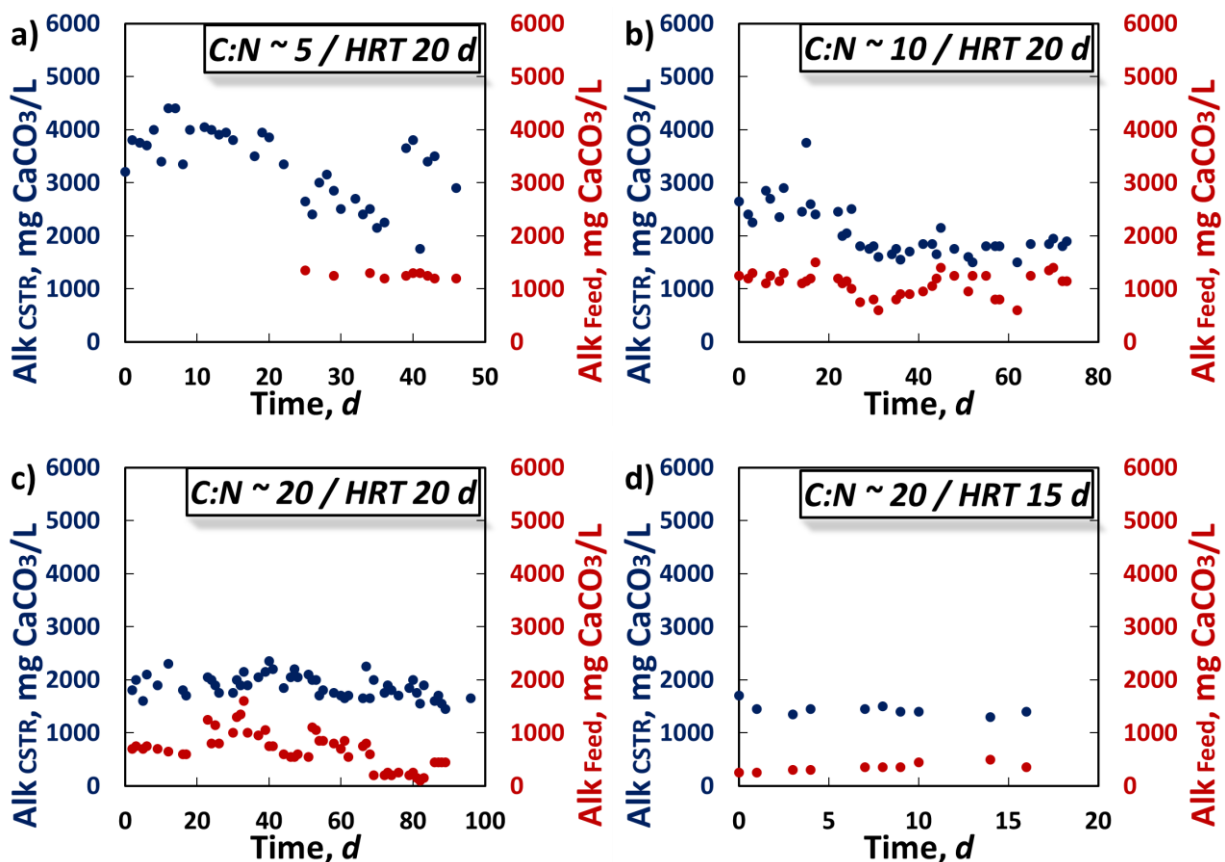 a)
C:N ~ 5 / HRT 20 d
6000
5000
4000
3000
2000
1000
0
Alk CSTR, mg CaCO3/L
6000
5000
4000
3000
2000
1000
0
Alk Feed, mg CaCO3/L
0 10 20 30 40 50
Time, d
b)
C:N ~ 10 / HRT 20 d
6000
5000
4000
3000
2000
1000
0
Alk CSTR, mg CaCO3/L
6000
5000
4000
3000
2000
1000
0
Alk Feed, mg CaCO3/L
0 20 40 60 80
Time, d
c)
C:N ~ 20 / HRT 20 d
6000
5000
4000
3000
2000
1000
0
Alk CSTR, mg CaCO3/L
6000
5000
4000
3000
2000
1000
0
Alk Feed, mg CaCO3/L
0 20 40 60 80 100
Time, d
d)
C:N ~ 20 / HRT 15 d
6000
5000
4000
3000
2000
1000
0
Alk CSTR, mg CaCO3/L
6000
5000
4000
3000
2000
1000
0
Alk Feed, mg CaCO3/L
0 5 10 15 20
Time, d